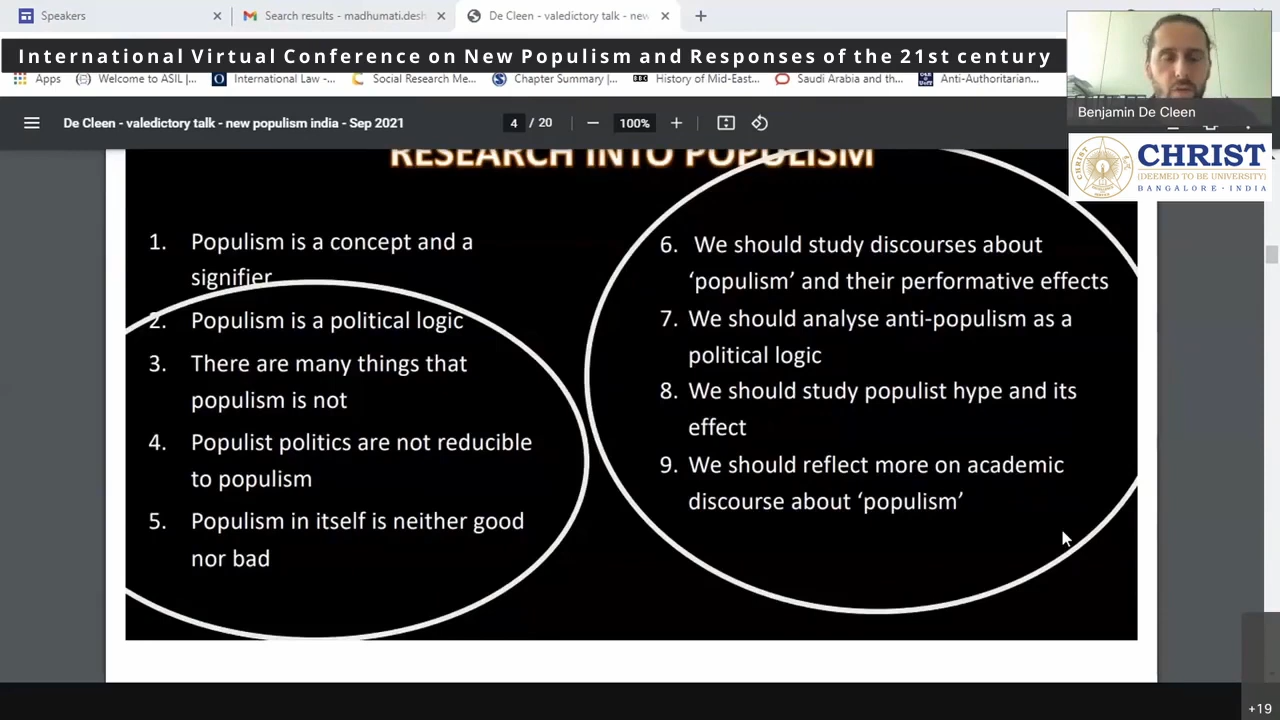 Speakers
Search results - madhumati.desh
De Cleen - valedictory talk - new
International Virtual Conference on New Populism and Responses of the 21st century
Apps
Welcome to ASIL |...
International Law -...
Social Research Me...
Chapter Summary |...
BBC
History of Mid-East...
Saudi Arabia and th...
Anti-Authoritarian...
Benjamin De Cleen
De Cleen - valedictory talk - new populism india - Sep 2021
4 / 20
100%
CHRIST
(DEEMED TO BE UNIVERSITY)
BANGALORE · INDIA
RESEARCH INTO POPULISM
1. Populism is a concept and a
signifier
2. Populism is a political logic
3. There are many things that
populism is not
4. Populist politics are not reducible
to populism
5. Populism in itself is neither good
nor bad
6. We should study discourses about
‘populism’ and their performative effects
7. We should analyse anti-populism as a
political logic
8. We should study populist hype and its
effect
9. We should reflect more on academic
discourse about ‘populism’
+19